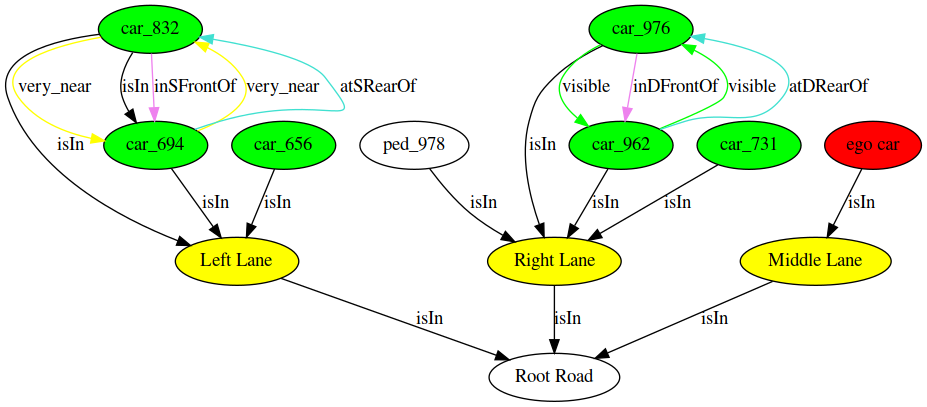 car_832
car_976
very_near
isIn
inSFrontOf
very_near
atSRearOf
visible
inDFrontOf
visible
atDRearOf
isIn
car_694
car_656
ped_978
isIn
car_962
car_731
ego car
isIn
isIn
isIn
isIn
isIn
isIn
Left Lane
Right Lane
Middle Lane
isIn
isIn
isIn
Root Road